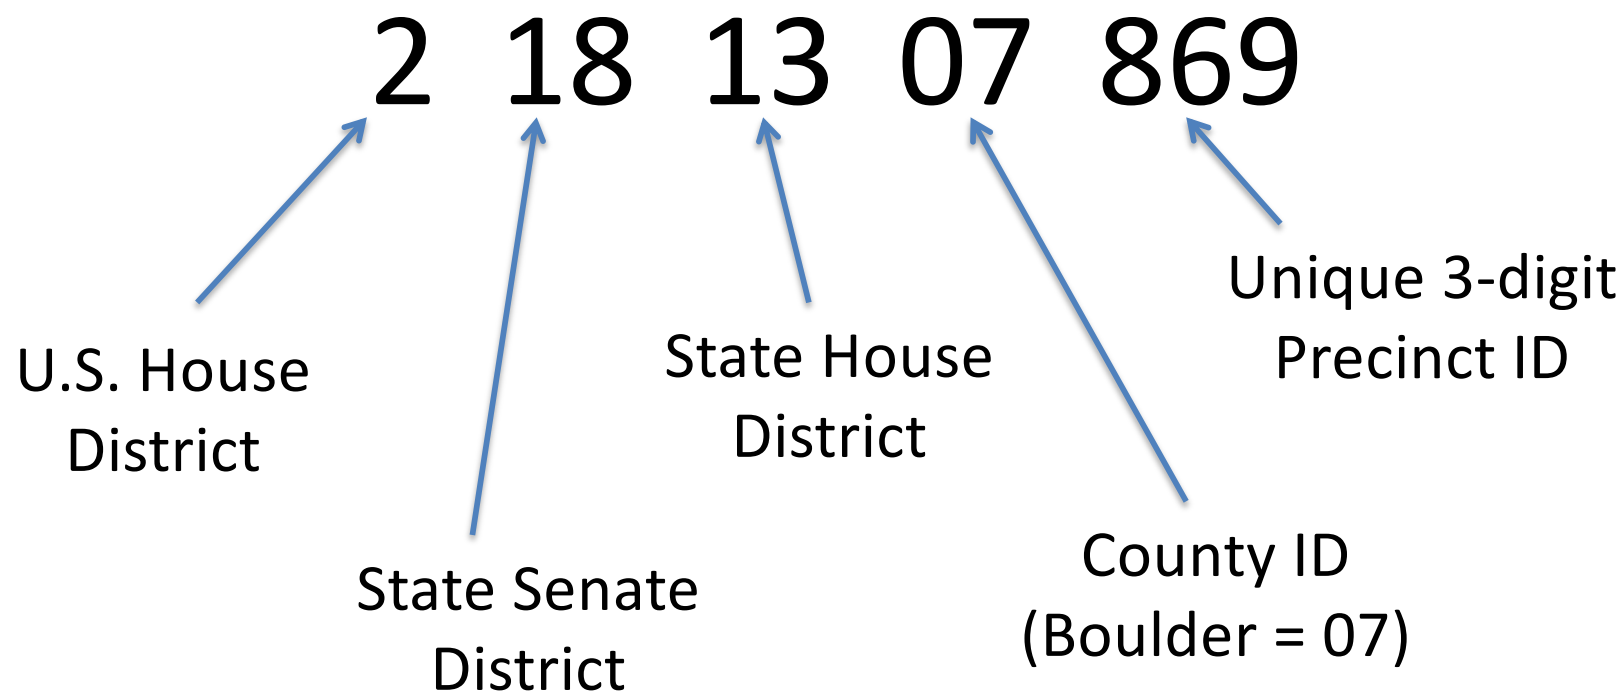 2 18 13 07 869
U.S. House
District
State Senate
District
State House
District
County ID
(Boulder = 07)
Unique 3-digit
Precinct ID